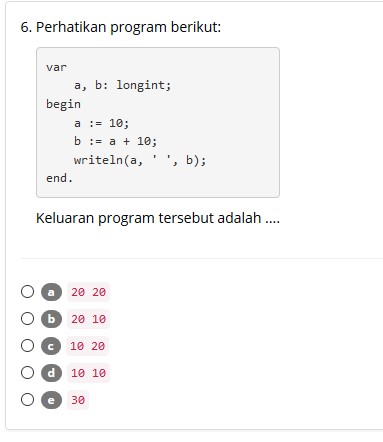 6. Perhatikan program berikut:
var
    a, b: longint;
begin
    a := 10;
    b := a + 10;
    writeln(a, ' ', b);
end.
Keluaran program tersebut adalah ....
a 20 20
b 20 10
c 10 20
d 10 10
e 30